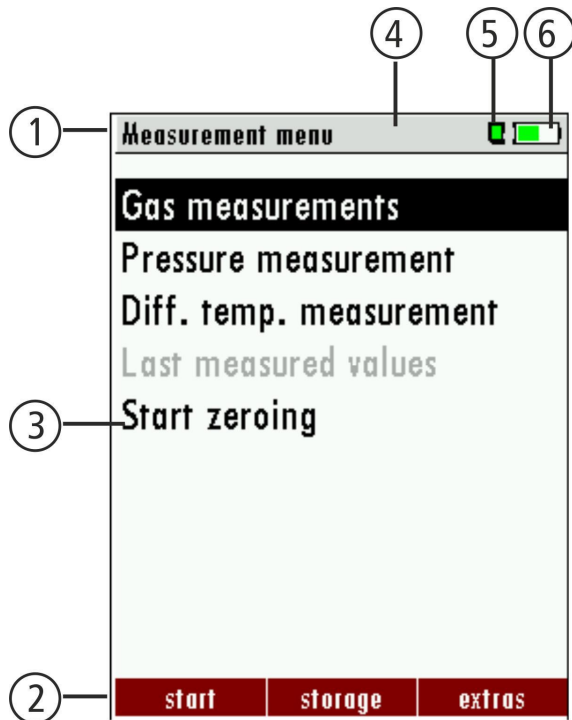 4 5 6
1 Measurement menu
Gas measurements
Pressure measurement
Diff. temp. measurement
Last measured values
3 Start zeroing
2 start storage extras